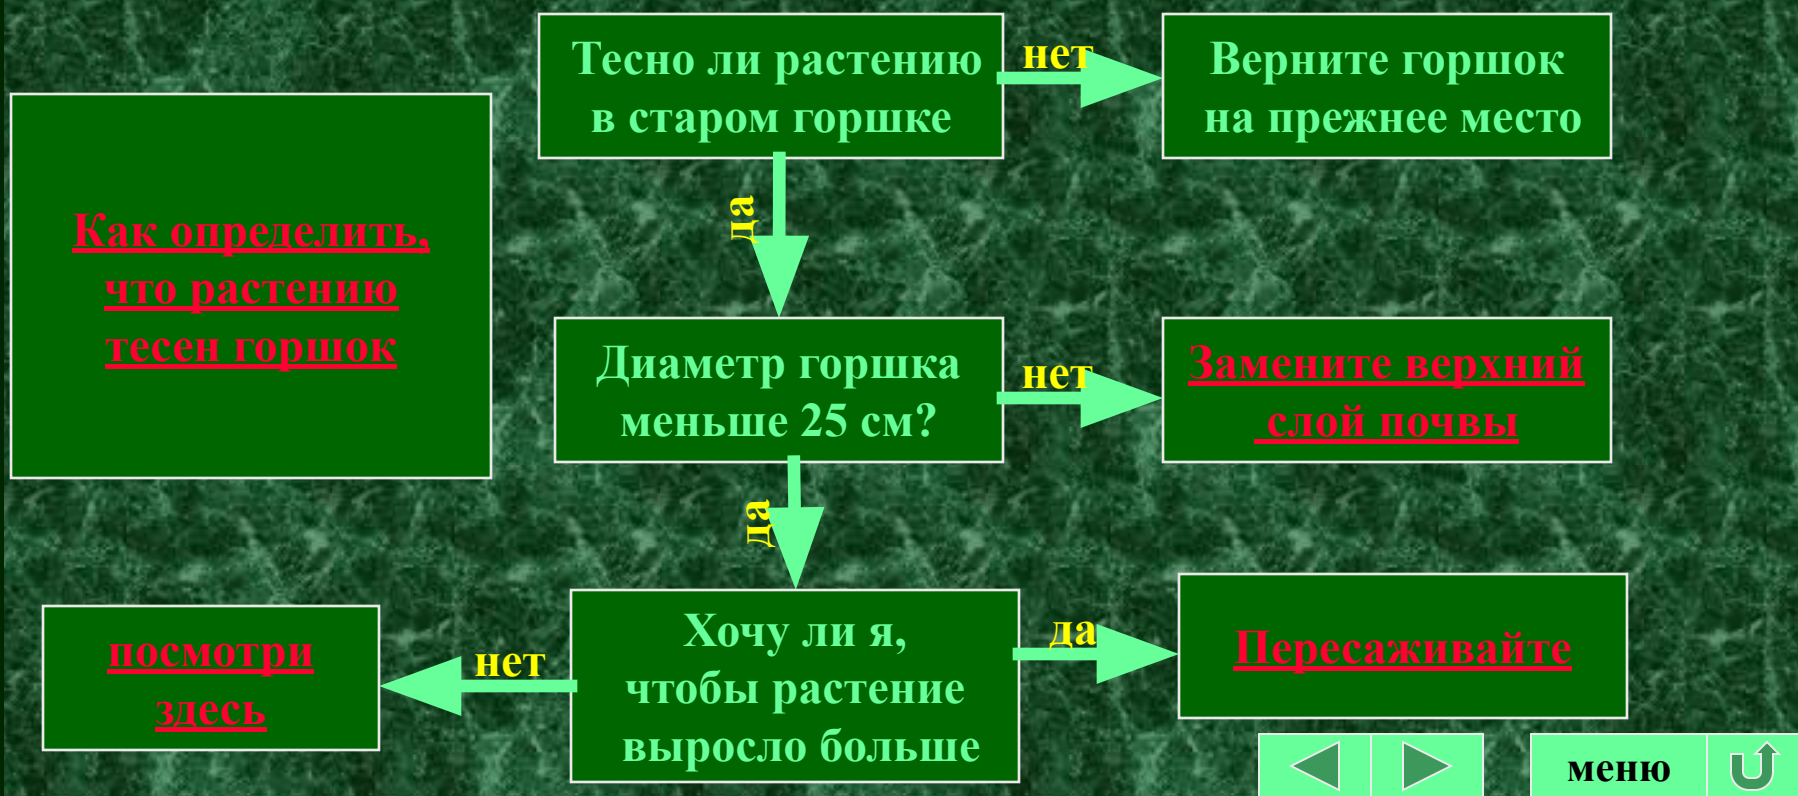 Тесно ли растению
в старом горшке
нет
Верните горшок
на прежнее место
Как определить,
что растению
тесен горшок
да
Диаметр горшка
меньше 25 см?
нет
Замените верхний
слой почвы
да
Хочу ли я,
чтобы растение
выросло больше
да
Пересаживайте
нет
посмотри
здесь
меню